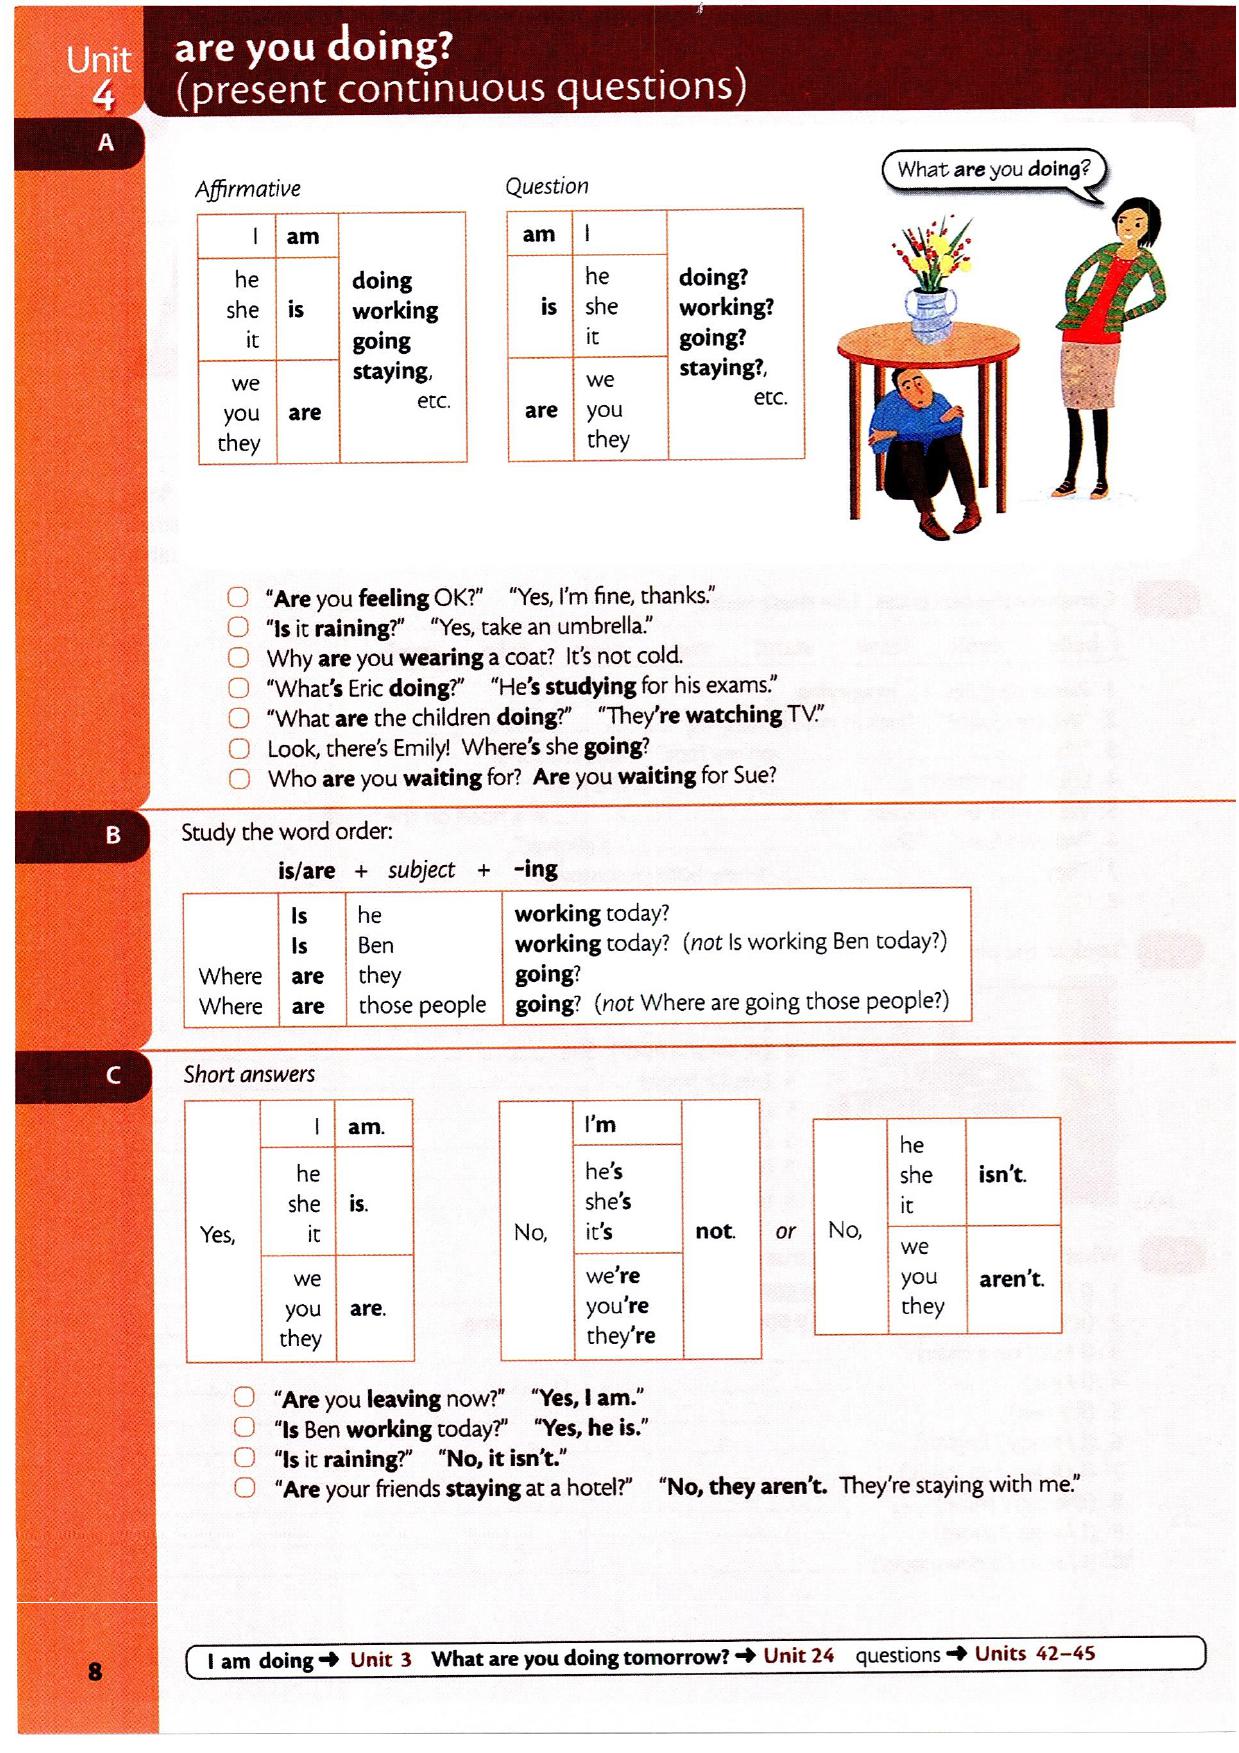 Unit
4
are you doing?
(present continuous questions)
A
What are you doing?
Affirmative
I am
he
she is
it
we
you are
they
doing
working
going
staying,
etc.
Question
am I
he
is she
it
we
are you
they
doing?
working?
going?
staying?,
etc.
"Are you feeling OK?" "Yes, I'm fine, thanks."
"Is it raining?" "Yes, take an umbrella."
Why are you wearing a coat? It's not cold.
"What's Eric doing?" "He's studying for his exams."
"What are the children doing?" "They're watching TV."
Look, there's Emily! Where's she going?
Who are you waiting for? Are you waiting for Sue?
B
Study the word order:
is/are + subject + -ing
Is he working today?
Is Ben working today? (not Is working Ben today?)
Where are they going?
Where are those people going? (not Where are going those people?)
C
Short answers
Yes,
I am.
he
she is.
it
we
you are.
they
No,
I'm
he's
she's
it's
we're
you're
they're
not.
or
No,
he
she isn't.
it
we
you aren't.
they
"Are you leaving now?" "Yes, I am."
"Is Ben working today?" "Yes, he is."
"Is it raining?" "No, it isn't."
"Are your friends staying at a hotel?" "No, they aren't. They're staying with me."
8
I am doing → Unit 3 What are you doing tomorrow? → Unit 24 questions → Units 42–45